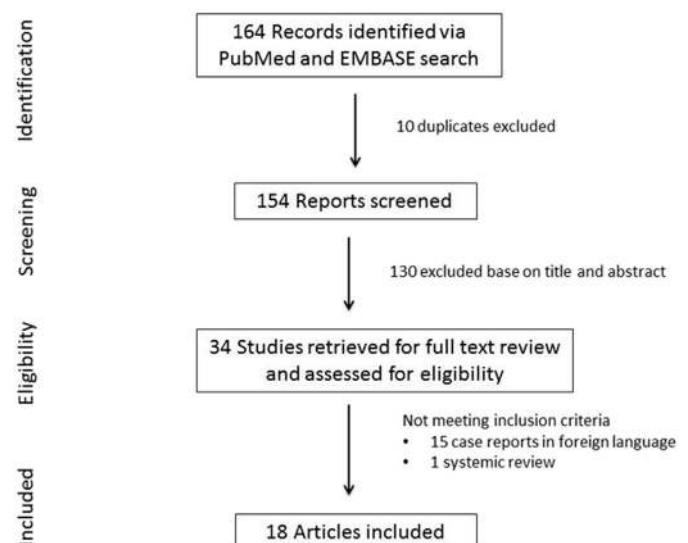 Identification
164 Records identified via
PubMed and EMBASE search
10 duplicates excluded
Screening
154 Reports screened
130 excluded base on title and abstract
Eligibility
34 Studies retrieved for full text review
and assessed for eligibility
Not meeting inclusion criteria
• 15 case reports in foreign language
• 1 systemic review
Included
18 Articles included